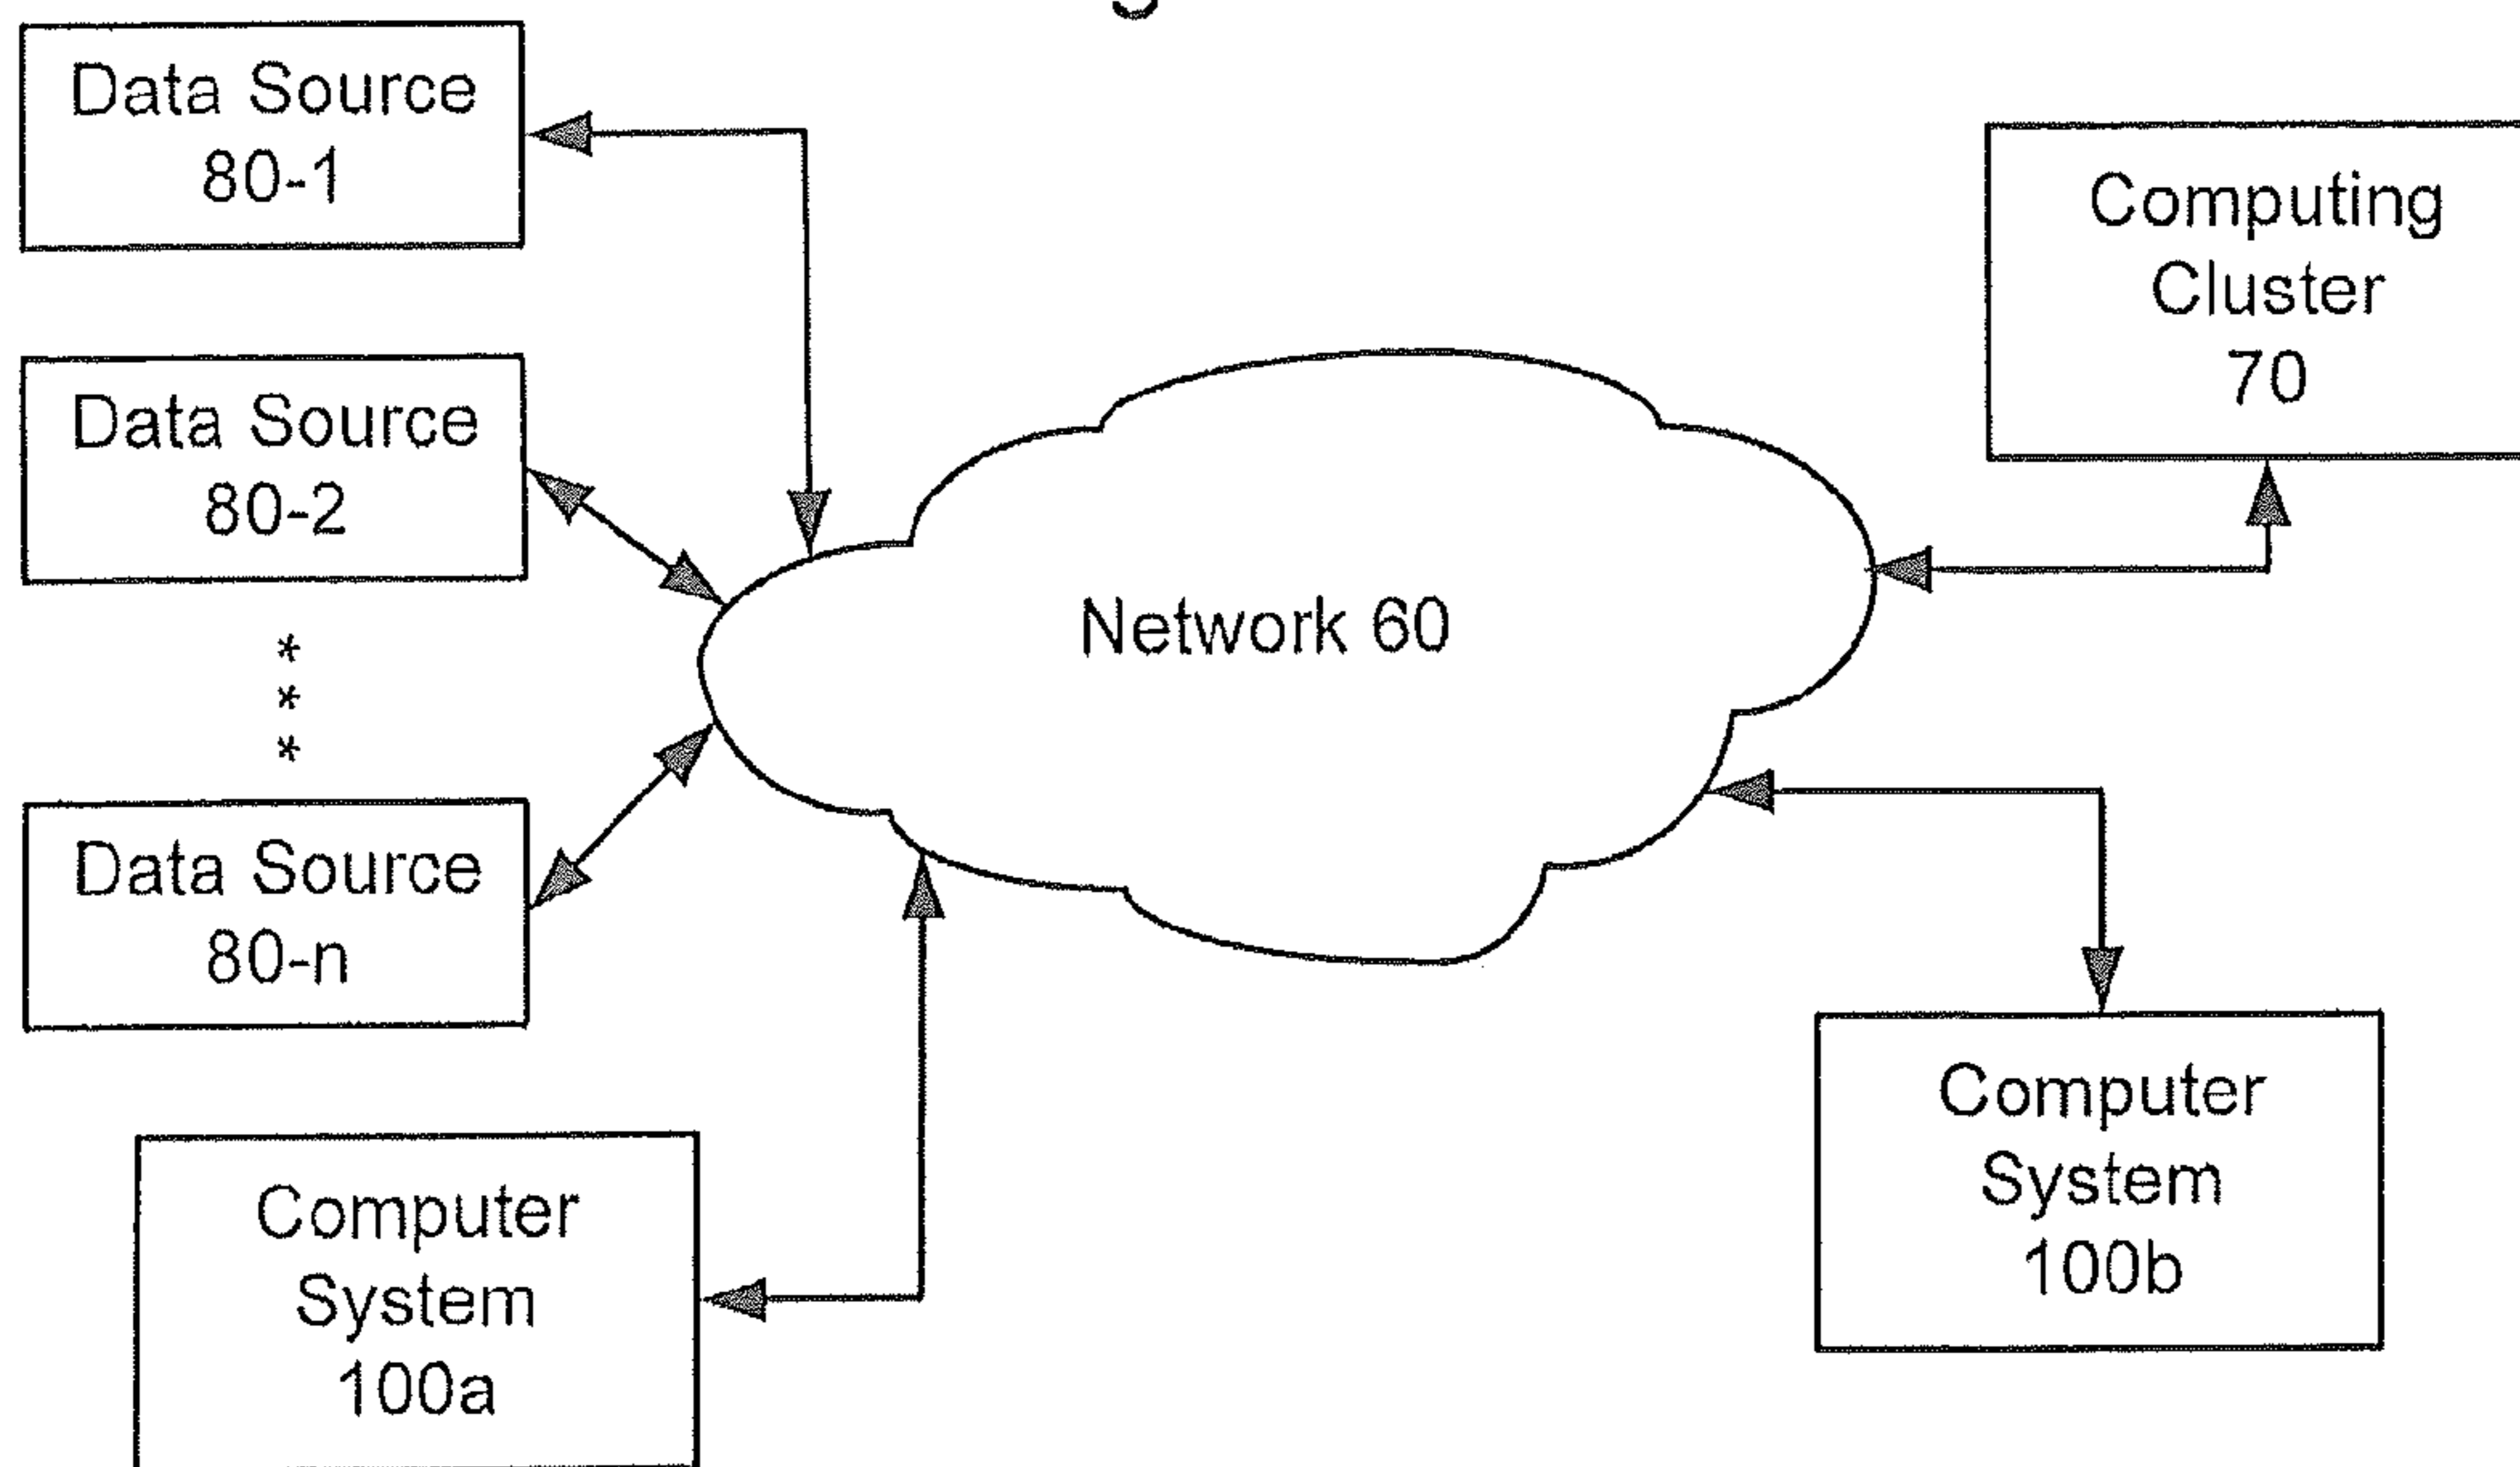 Data Source
80-1
Data Source
80-2
*
*
*
Data Source
80-n
Computer
System
100a
Network 60
Computing
Cluster
70
Computer
System
100b